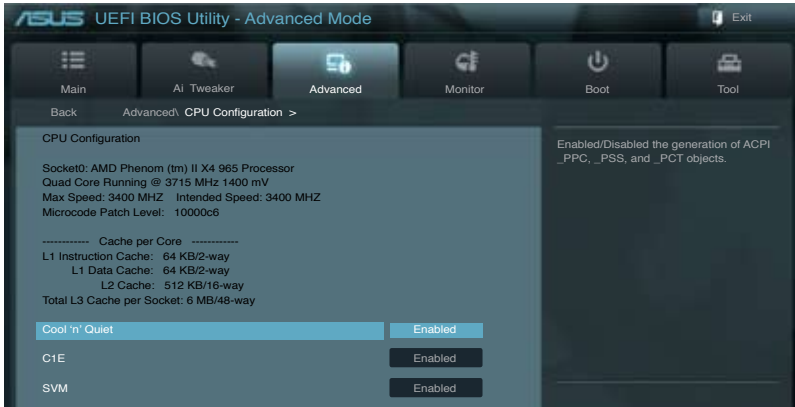 ASUS UEFI BIOS Utility - Advanced Mode
Exit
Main
Ai Tweaker
Advanced
Monitor
Boot
Tool
Back Advanced\ CPU Configuration >
CPU Configuration
Socket0: AMD Phenom (tm) II X4 965 Processor
Quad Core Running @ 3715 MHz 1400 mV
Max Speed: 3400 MHZ Intended Speed: 3400 MHZ
Microcode Patch Level: 10000c6
------------ Cache per Core ------------
L1 Instruction Cache: 64 KB/2-way
L1 Data Cache: 64 KB/2-way
L2 Cache: 512 KB/16-way
Total L3 Cache per Socket: 6 MB/48-way
Cool ‘n’ Quiet Enabled
C1E Enabled
SVM Enabled
Enabled/Disabled the generation of ACPI
_PPC, _PSS, and _PCT objects.